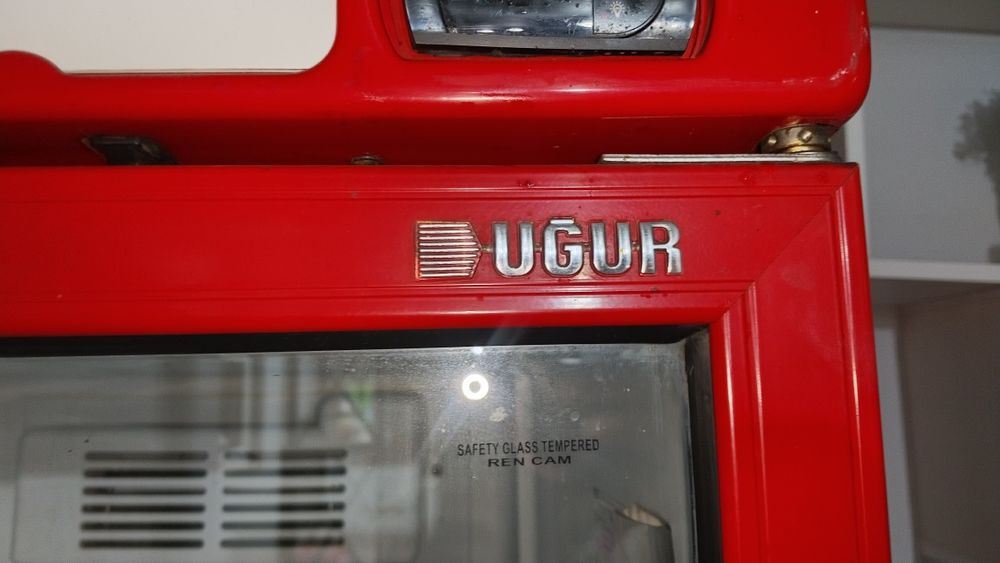 UĞUR
SAFETY GLASS TEMPERED
REN CAM